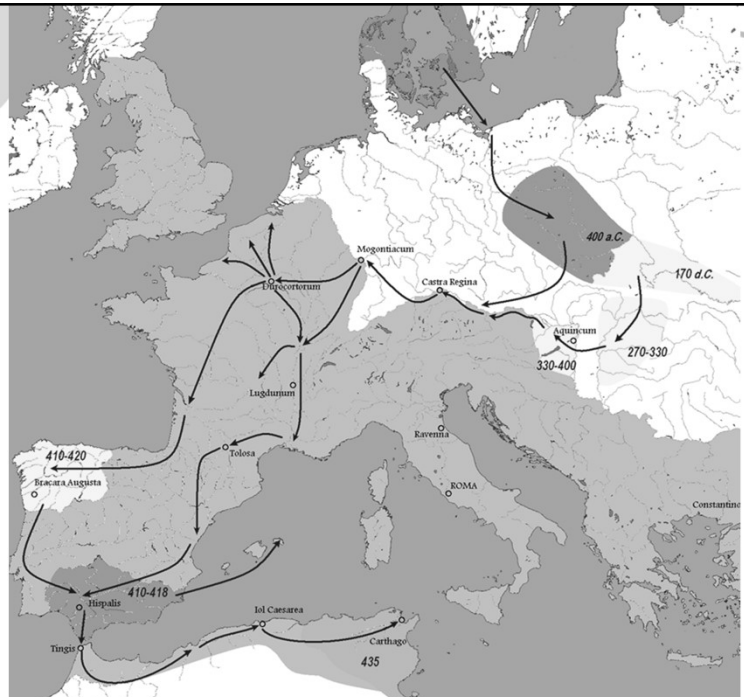 400 a.C.
Mogontiacum
170 d.C.
Durocortorum
Castra Regina
Aquincum
270-330
330-400
Lugdunum
Ravenna
Tolosa
410-420
Bracara Augusta
ROMA
Constantino
410-418
Hispalis
Iol Caesarea
Carthago
Tingis
435